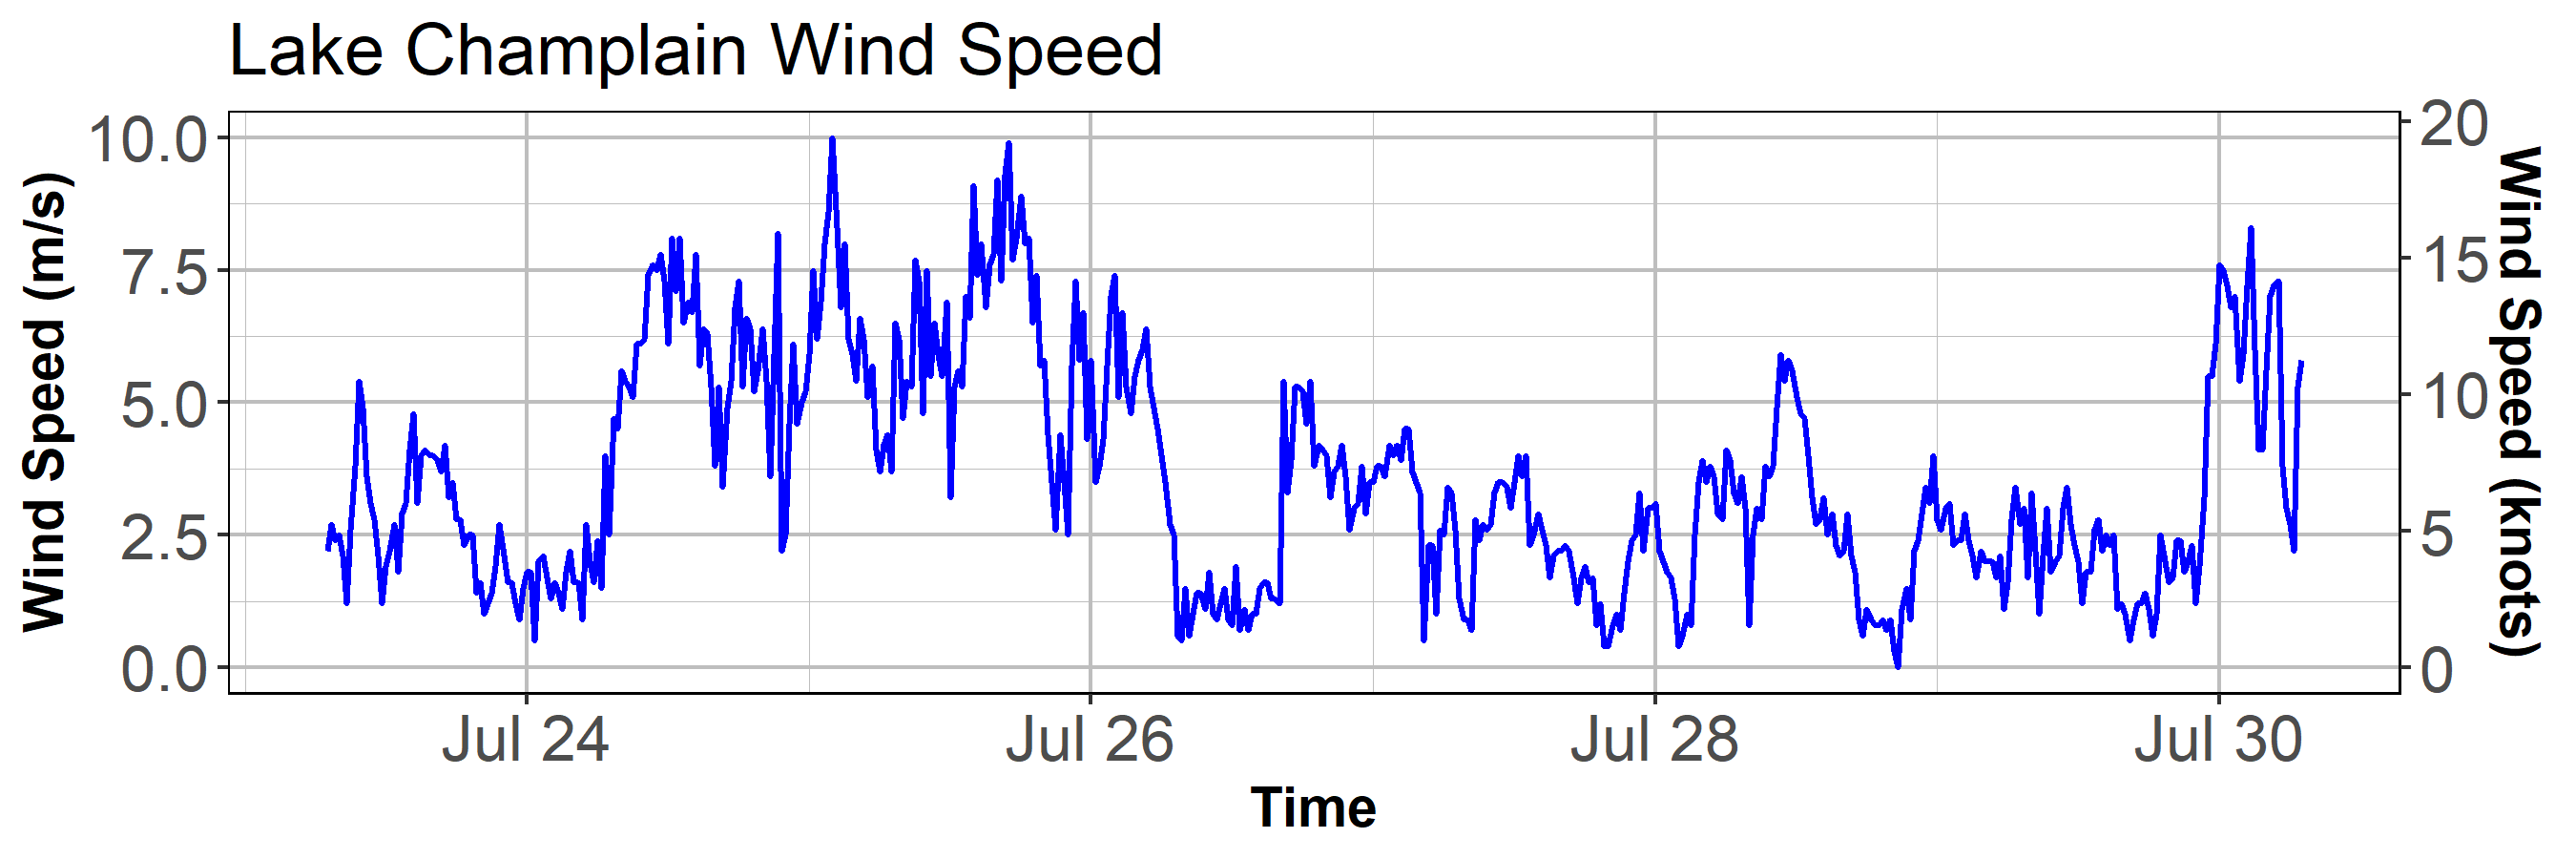 Lake Champlain Wind Speed
Wind Speed (m/s)
10.0
7.5
5.0
2.5
0.0
20
15
10
5
0
Wind Speed (knots)
Jul 24
Jul 26
Jul 28
Jul 30
Time